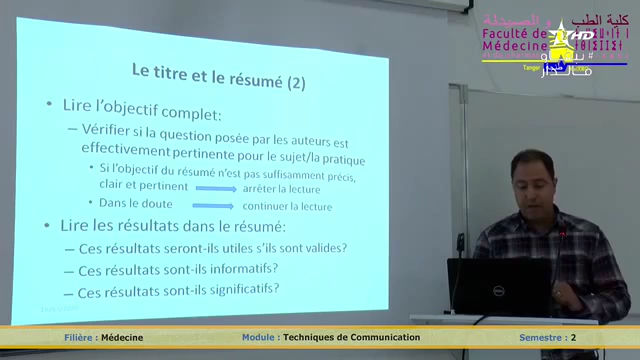 Le titre et le résumé (2)
• Lire l'objectif complet:
– Vérifier si la question posée par les auteurs est
effectivement pertinente pour le sujet/la pratique
• Si l'objectif du résumé n'est pas suffisamment précis,
clair et pertinent arrêter la lecture
• Dans le doute continuer la lecture
• Lire les résultats dans le résumé:
– Ces résultats seront-ils utiles s'ils sont valides?
– Ces résultats sont-ils informatifs?
– Ces résultats sont-ils significatifs?
كلية الطب
و الصيدلة
Faculté de
Médecine
HD
Tanger
DELL
Filière : Médecine
Module : Techniques de Communication
Semestre : 2